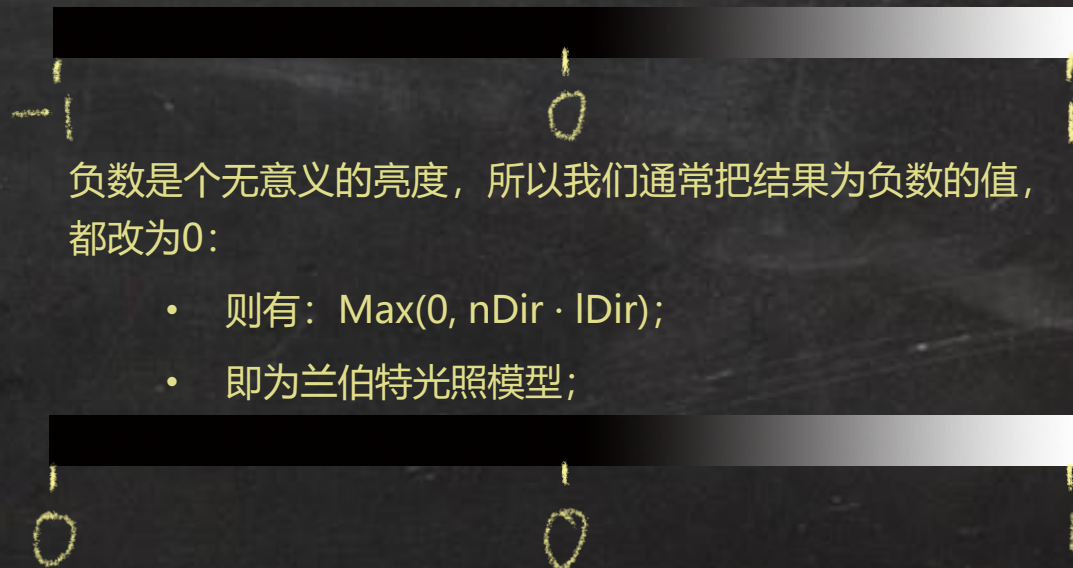 -1 0 1
负数是个无意义的亮度，所以我们通常把结果为负数的值，
都改为0：
• 则有：Max(0, nDir · lDir)；
• 即为兰伯特光照模型；
0 0